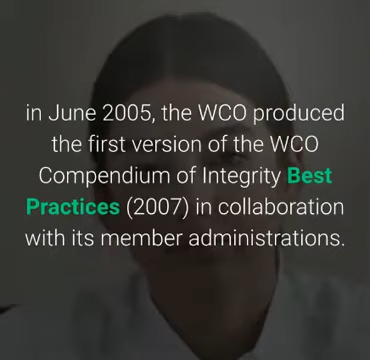 in June 2005, the WCO produced
the first version of the WCO
Compendium of Integrity Best
Practices (2007) in collaboration
with its member administrations.